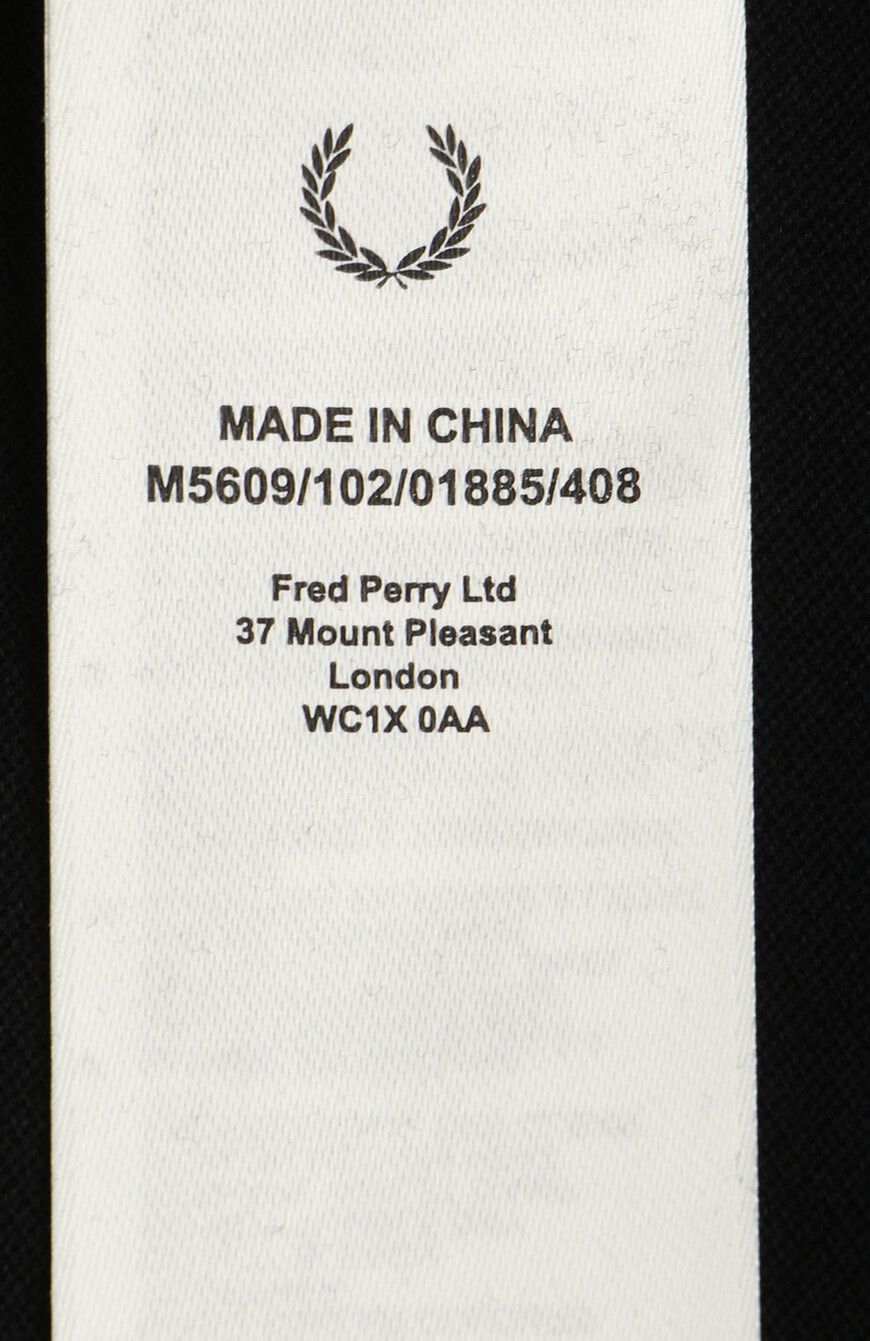 MADE IN CHINA
M5609/102/01885/408
Fred Perry Ltd
37 Mount Pleasant
London
WC1X 0AA